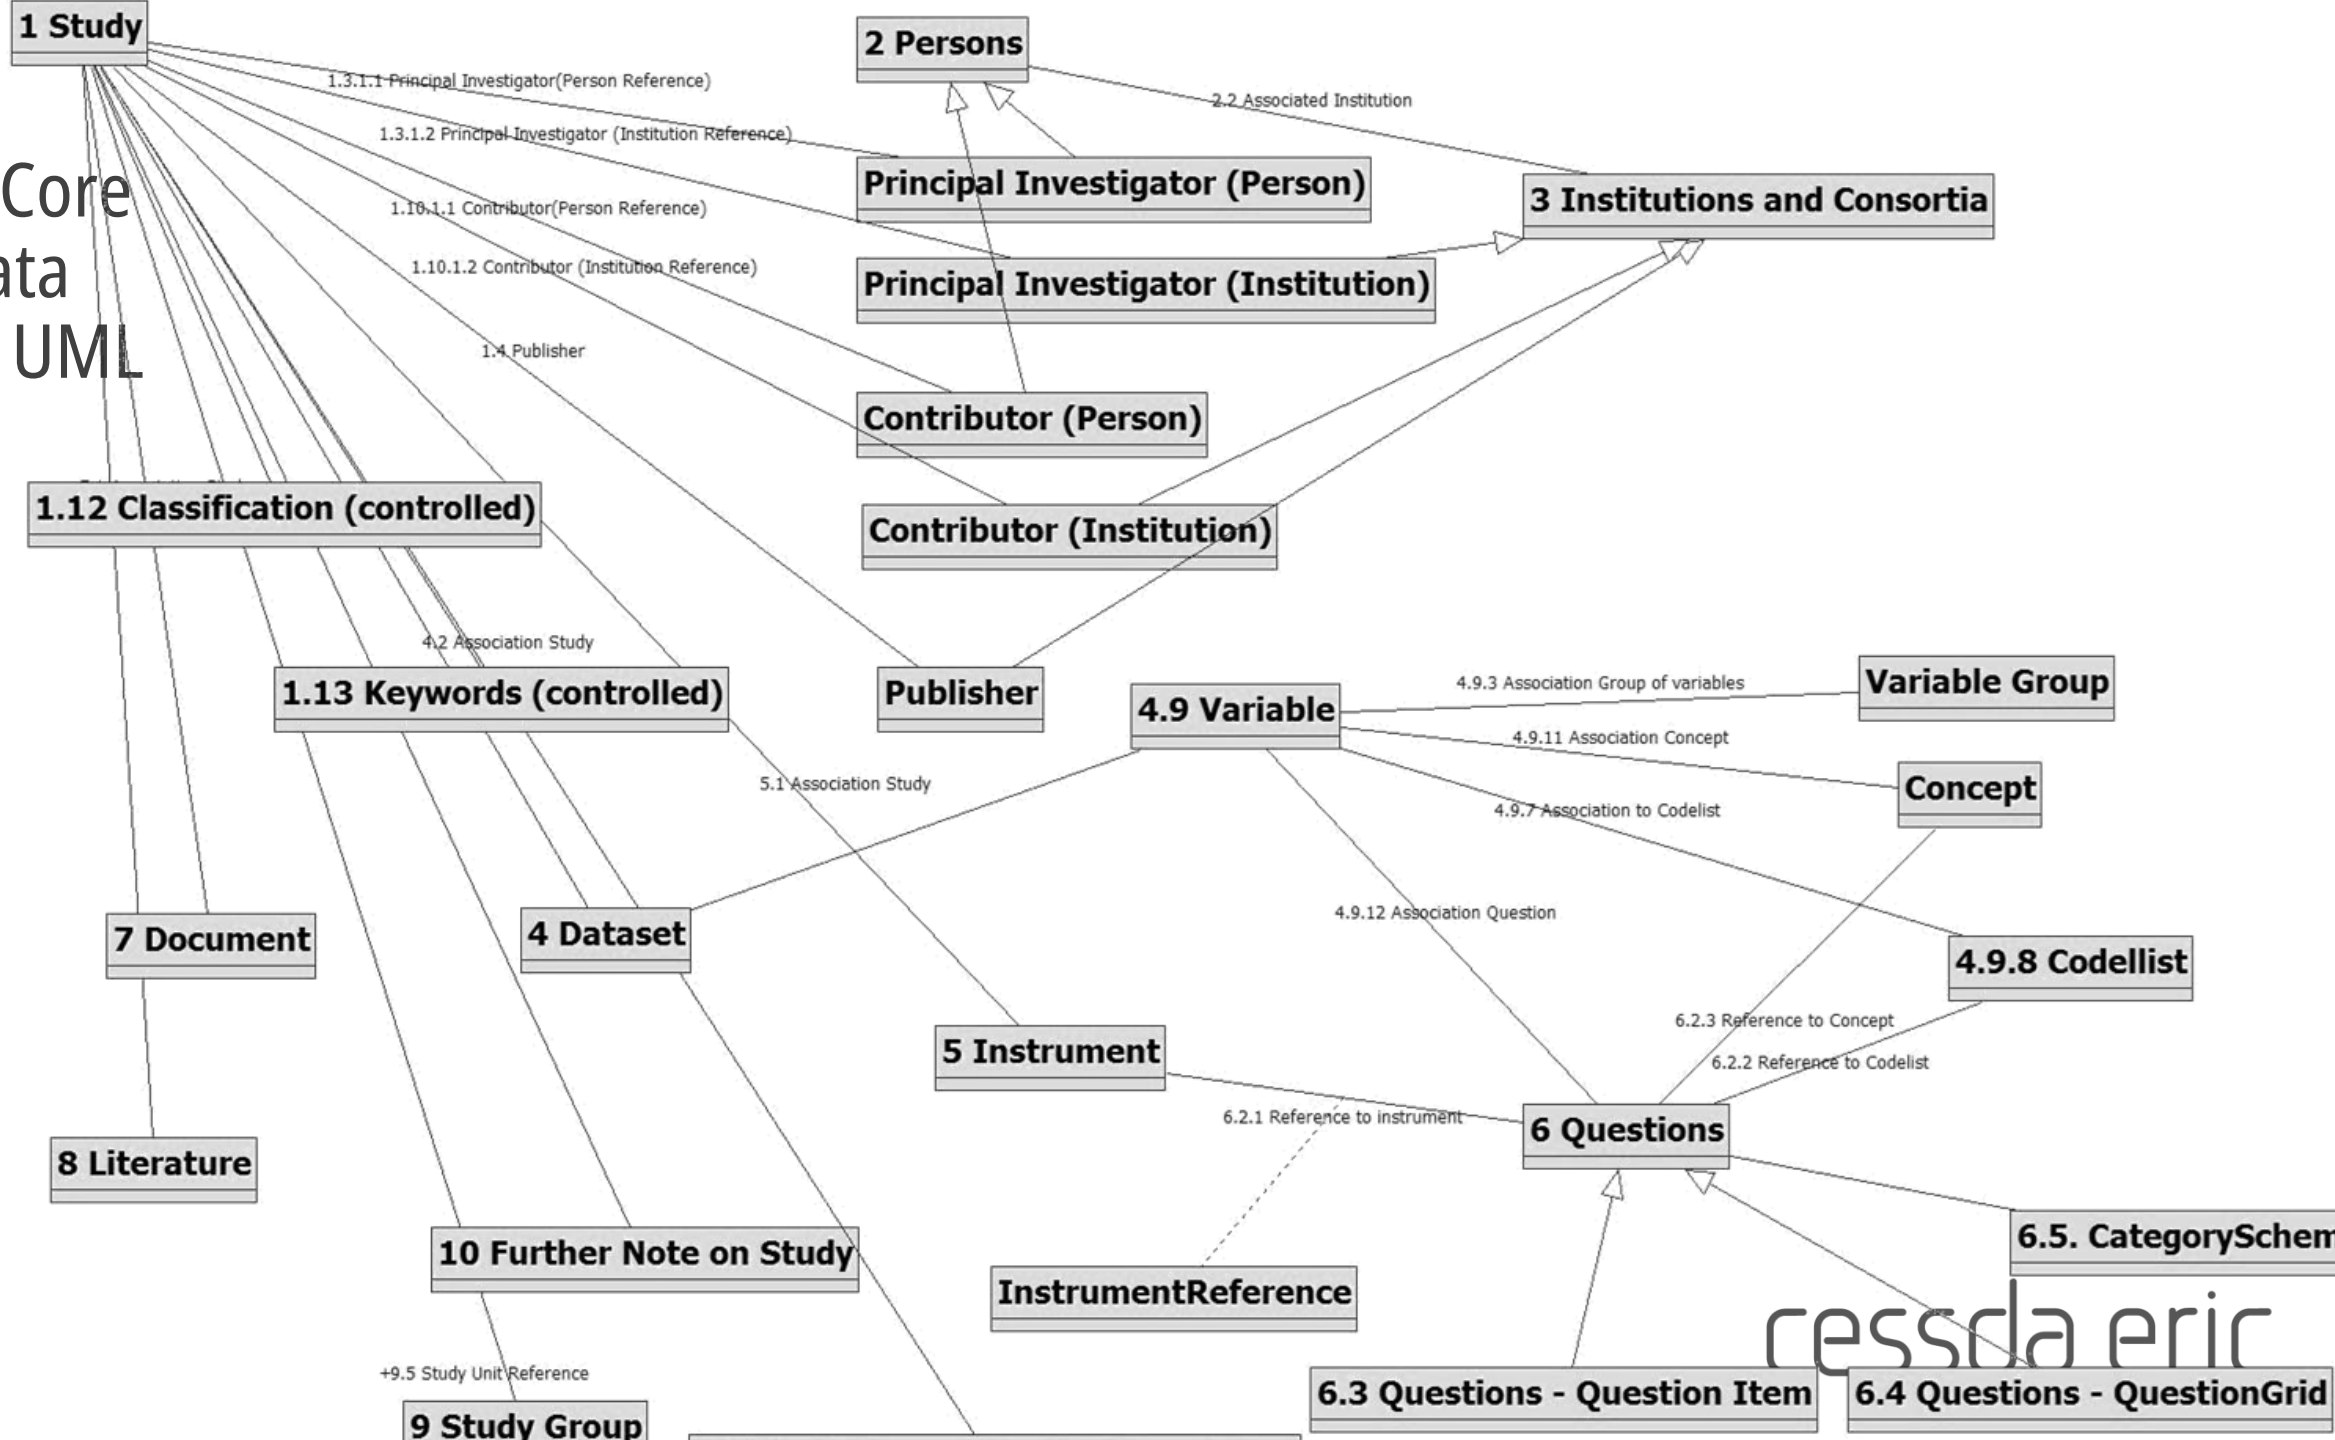 1 Study
2 Persons
1.3.1.1 Principal Investigator(Person Reference)
2.2 Associated Institution
1.3.1.2 Principal Investigator (Institution Reference)
Core
Principal Investigator (Person)
3 Institutions and Consortia
1.10.1.1 Contributor(Person Reference)
1.10.1.2 Contributor (Institution Reference)
Principal Investigator (Institution)
UML
1.4 Publisher
Contributor (Person)
1.12 Classification (controlled)
Contributor (Institution)
4.2 Association Study
1.13 Keywords (controlled)
Publisher
4.9 Variable
4.9.3 Association Group of variables
Variable Group
4.9.11 Association Concept
5.1 Association Study
Concept
4.9.7 Association to Codelist
4.9.12 Association Question
7 Document
4 Dataset
4.9.8 Codellist
6.2.3 Reference to Concept
5 Instrument
6.2.2 Reference to Codelist
6.2.1 Reference to instrument
6 Questions
8 Literature
10 Further Note on Study
6.5. CategorySchem
InstrumentReference
cessda eric
+9.5 Study Unit Reference
6.3 Questions - Question Item
6.4 Questions - QuestionGrid
9 Study Group